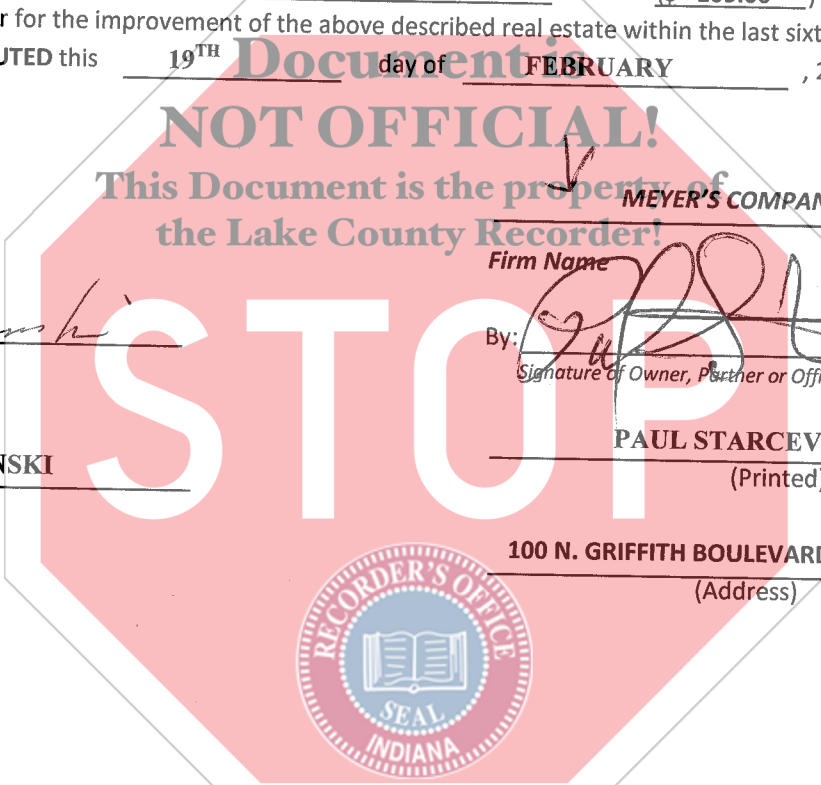 r for the improvement of the above described real estate within the last sixt
UTED this 19TH day of FEBRUARY , 2
Document is
NOT OFFICIAL!
This Document is the property of
the Lake County Recorder!
MEYER'S COMPAN
Firm Name
By:
Signature of Owner, Partner or Offi
STOP
PAUL STARCEV
NSKI
(Printed)
100 N. GRIFFITH BOULEVARD
(Address)
RECORDER'S OFFICE
SEAL
INDIANA